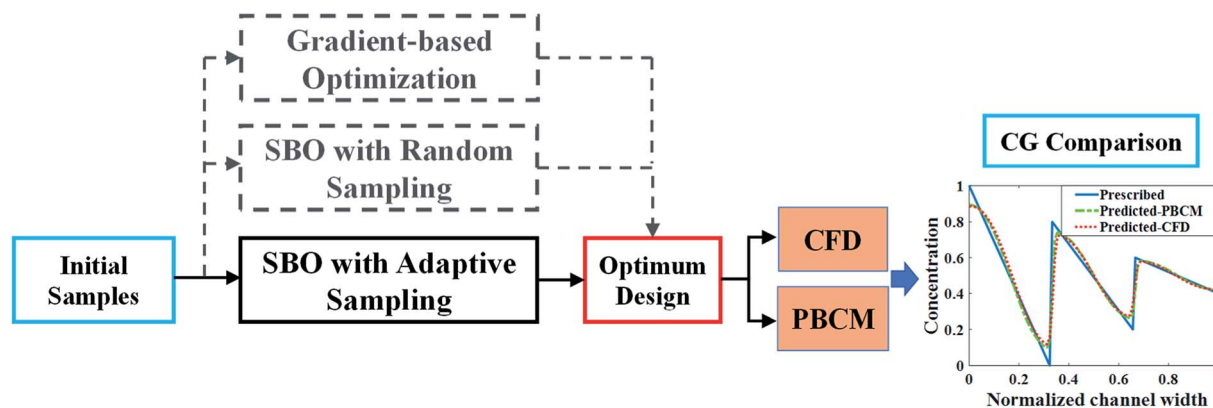 Gradient-based
Optimization
SBO with Random
Sampling
Initial
Samples
SBO with Adaptive
Sampling
Optimum
Design
CFD
PBCM
CG Comparison
Prescribed
Predicted-PBCM
Predicted-CFD
Concentration
1
0.8
0.6
0.4
0.2
0
0 0.2 0.4 0.6 0.8
Normalized channel width